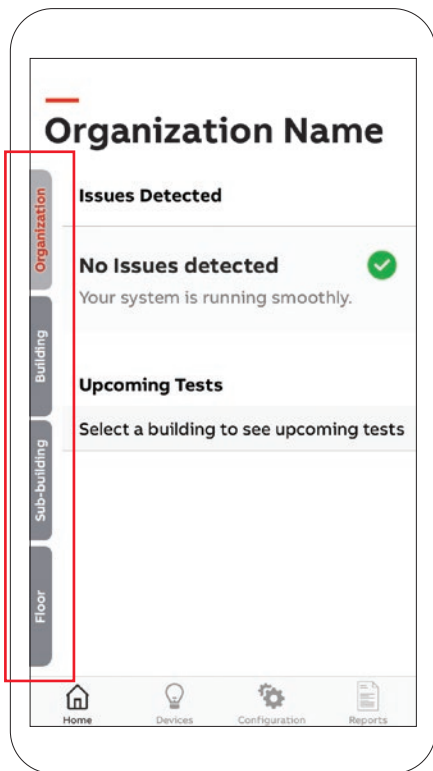 Organization Name
Organization
Building
Sub-building
Floor
Issues Detected
No Issues detected
Your system is running smoothly.
Upcoming Tests
Select a building to see upcoming tests
Home
Devices
Configuration
Reports